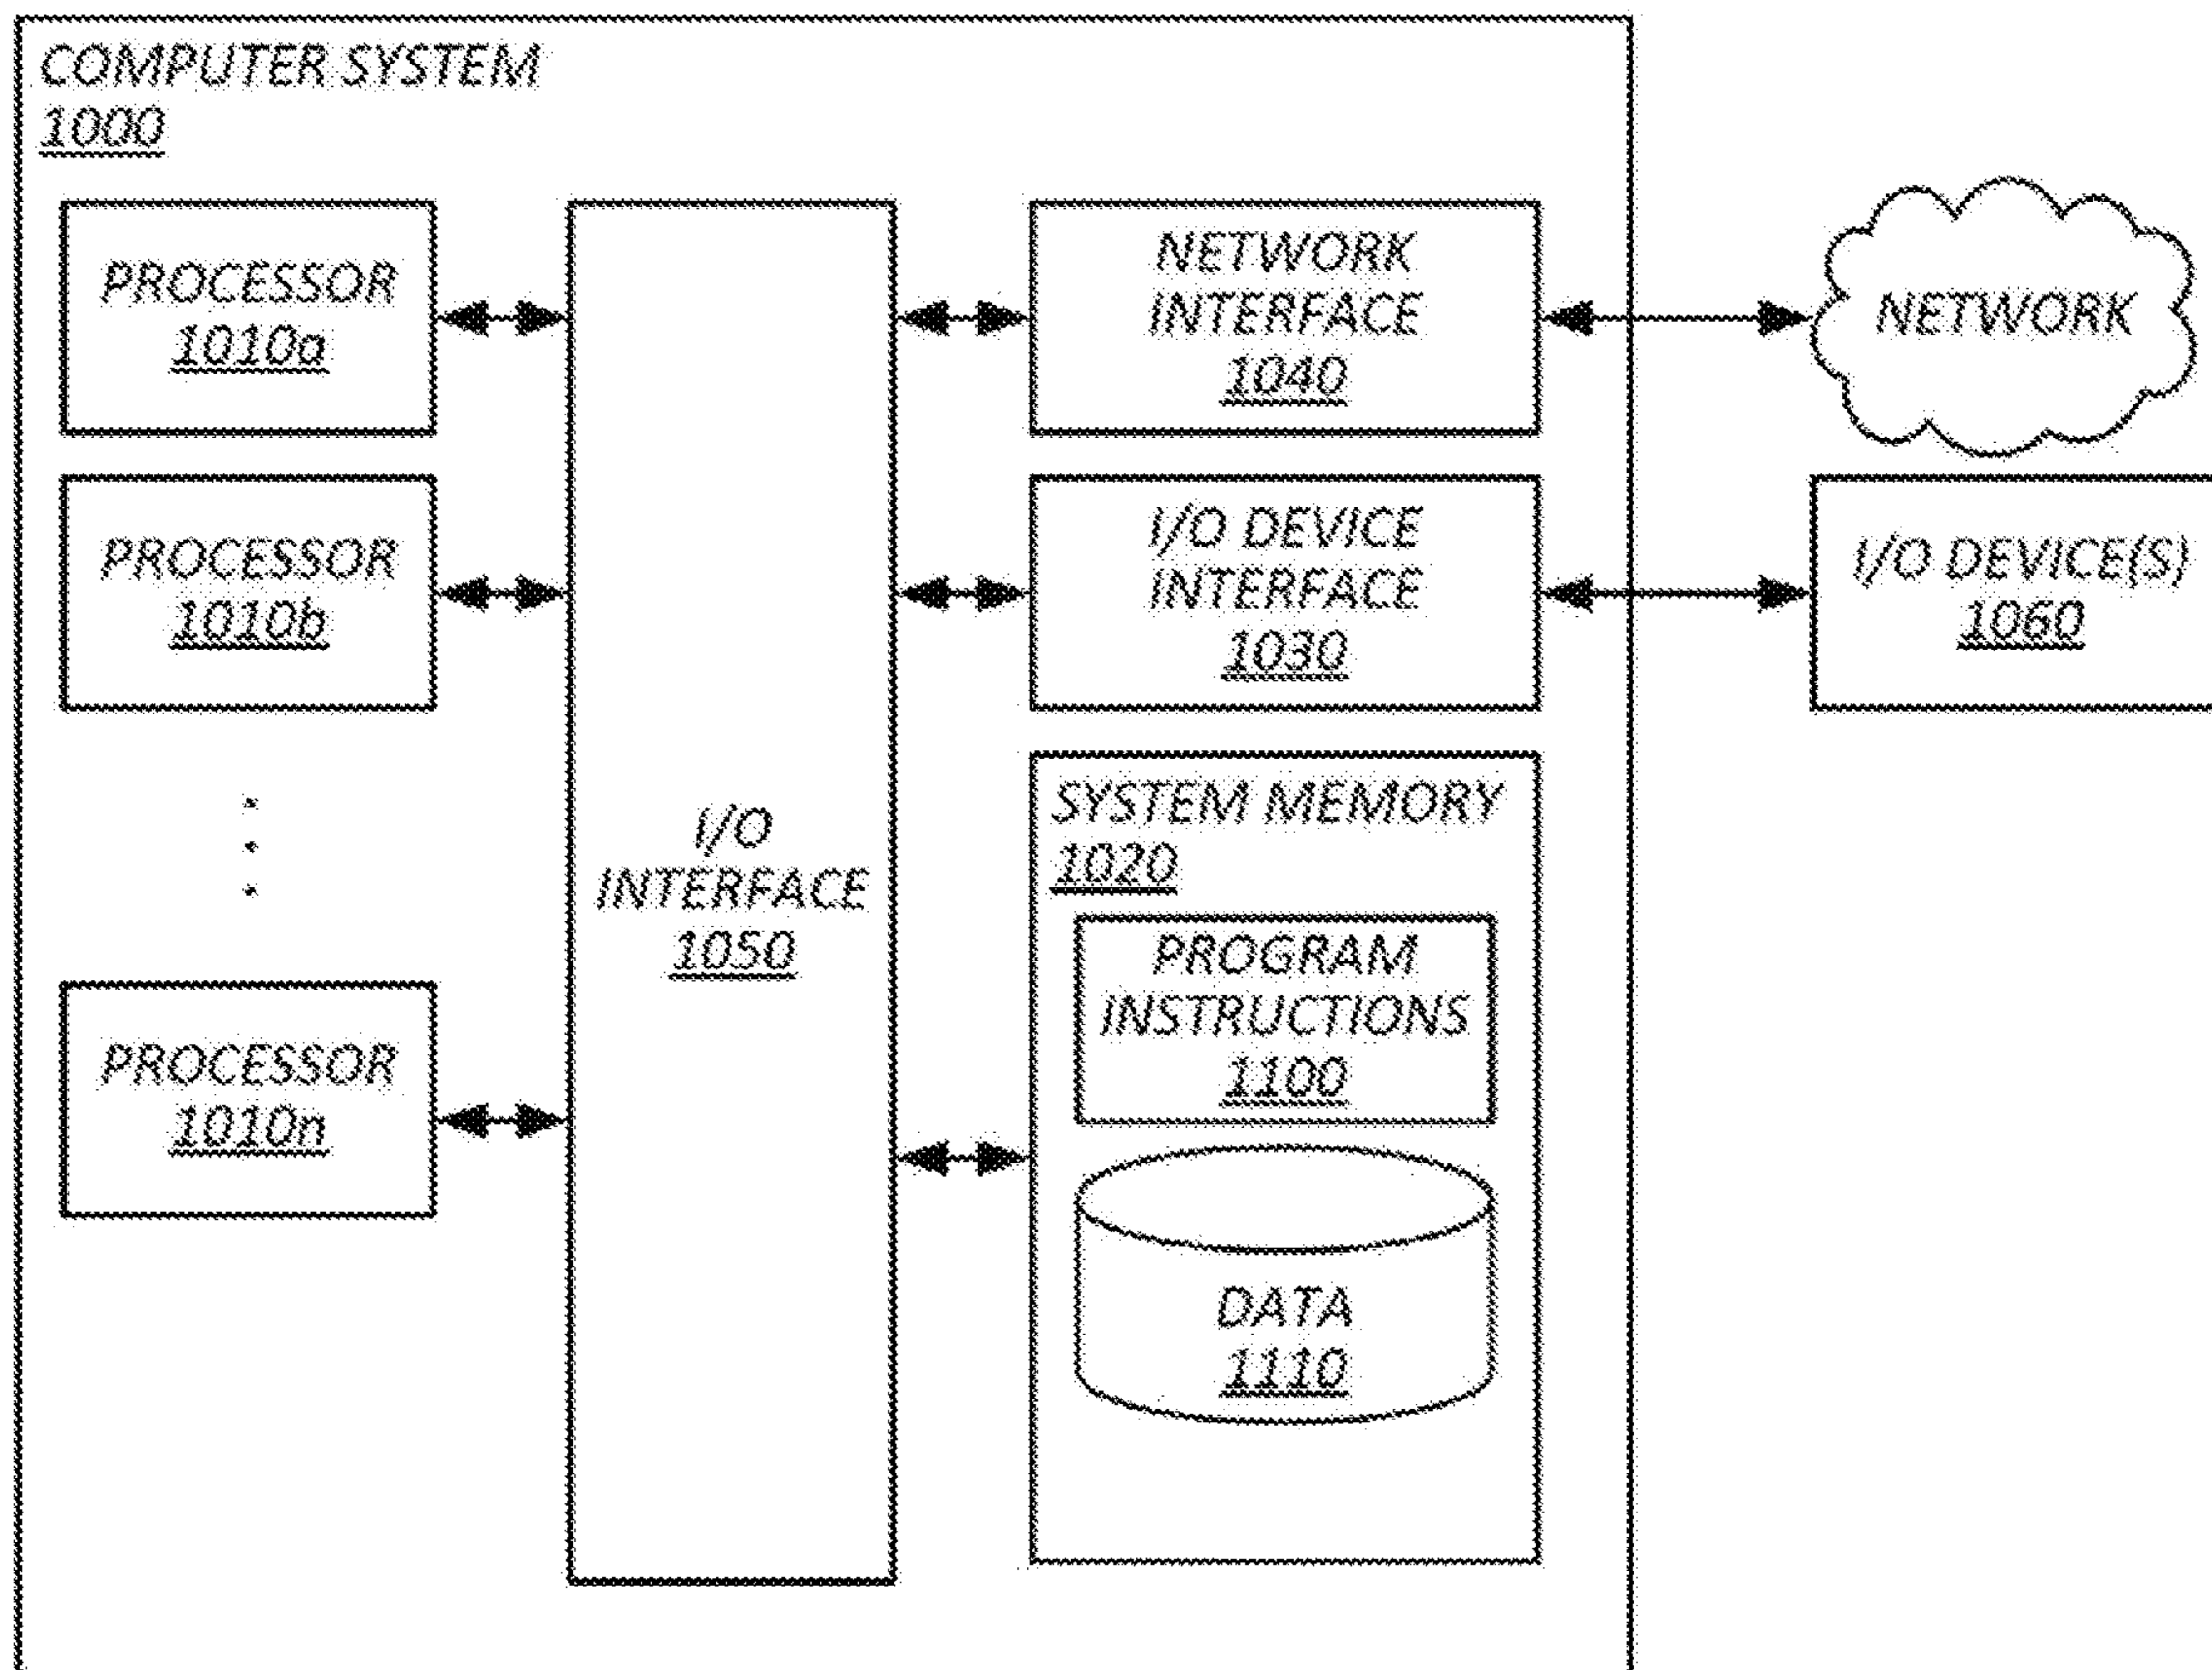 COMPUTER SYSTEM
1000
PROCESSOR
1010a
PROCESSOR
1010b
PROCESSOR
1010n
I/O
INTERFACE
1050
NETWORK
INTERFACE
1040
I/O DEVICE
INTERFACE
1030
SYSTEM MEMORY
1020
PROGRAM
INSTRUCTIONS
1100
DATA
1110
NETWORK
I/O DEVICE(S)
1060